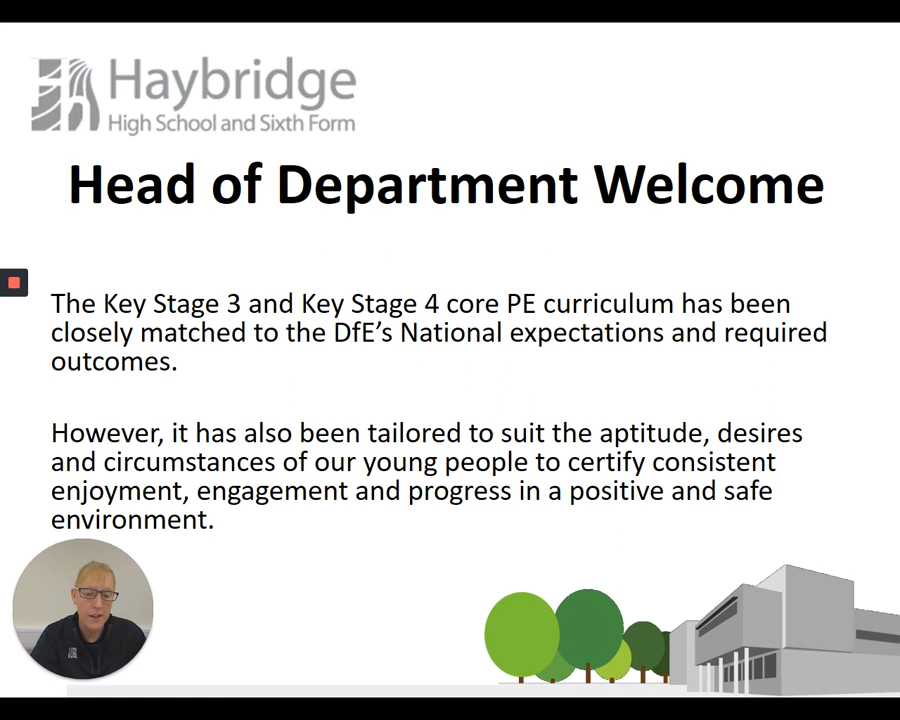 Haybridge
High School and Sixth Form
Head of Department Welcome
The Key Stage 3 and Key Stage 4 core PE curriculum has been
closely matched to the DfE’s National expectations and required
outcomes.
However, it has also been tailored to suit the aptitude, desires
and circumstances of our young people to certify consistent
enjoyment, engagement and progress in a positive and safe
environment.